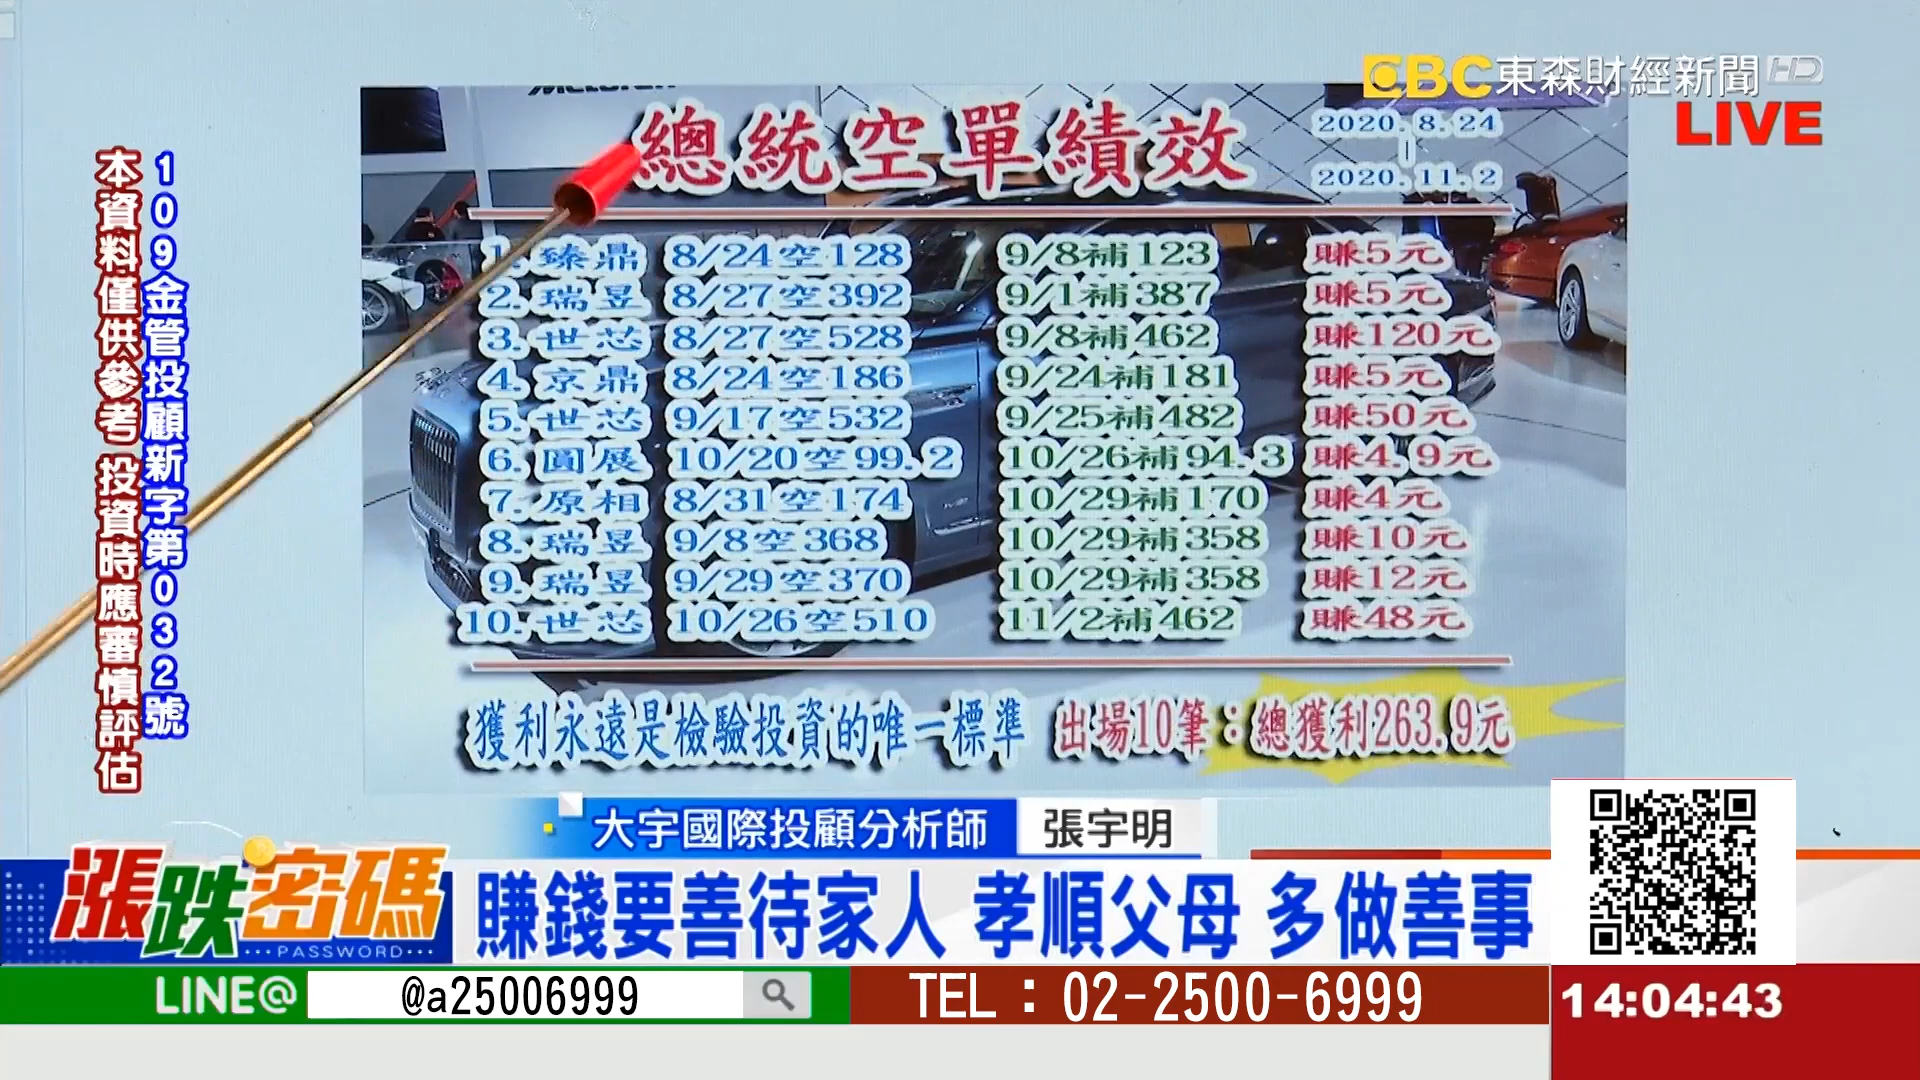 EBC東森財經新聞HD
LIVE
109金管投顧新字第032號
本資料僅供參考 投資時應審慎評估
總統空單績效
2020.8.24
|
2020.11.2
1.臻鼎 8/24空128 9/8補123 賺5元
2.瑞昱 8/27空392 9/1補387 賺5元
3.世芯 8/27空528 9/8補462 賺120元
4.京鼎 8/24空186 9/24補181 賺5元
5.世芯 9/17空532 9/25補482 賺50元
6.圓展 10/20空99.2 10/26補94.3 賺4.9元
7.原相 8/31空174 10/29補170 賺4元
8.瑞昱 9/8空368 10/29補358 賺10元
9.瑞昱 9/29空370 10/29補358 賺12元
10.世芯 10/26空510 11/2補462 賺48元
獲利永遠是檢驗投資的唯一標準 出場10筆：總獲利263.9元
大宇國際投顧分析師 張宇明
漲跌密碼
PASSWORD
賺錢要善待家人 孝順父母 多做善事
LINE@ @a25006999 TEL：02-2500-6999
14:04:43